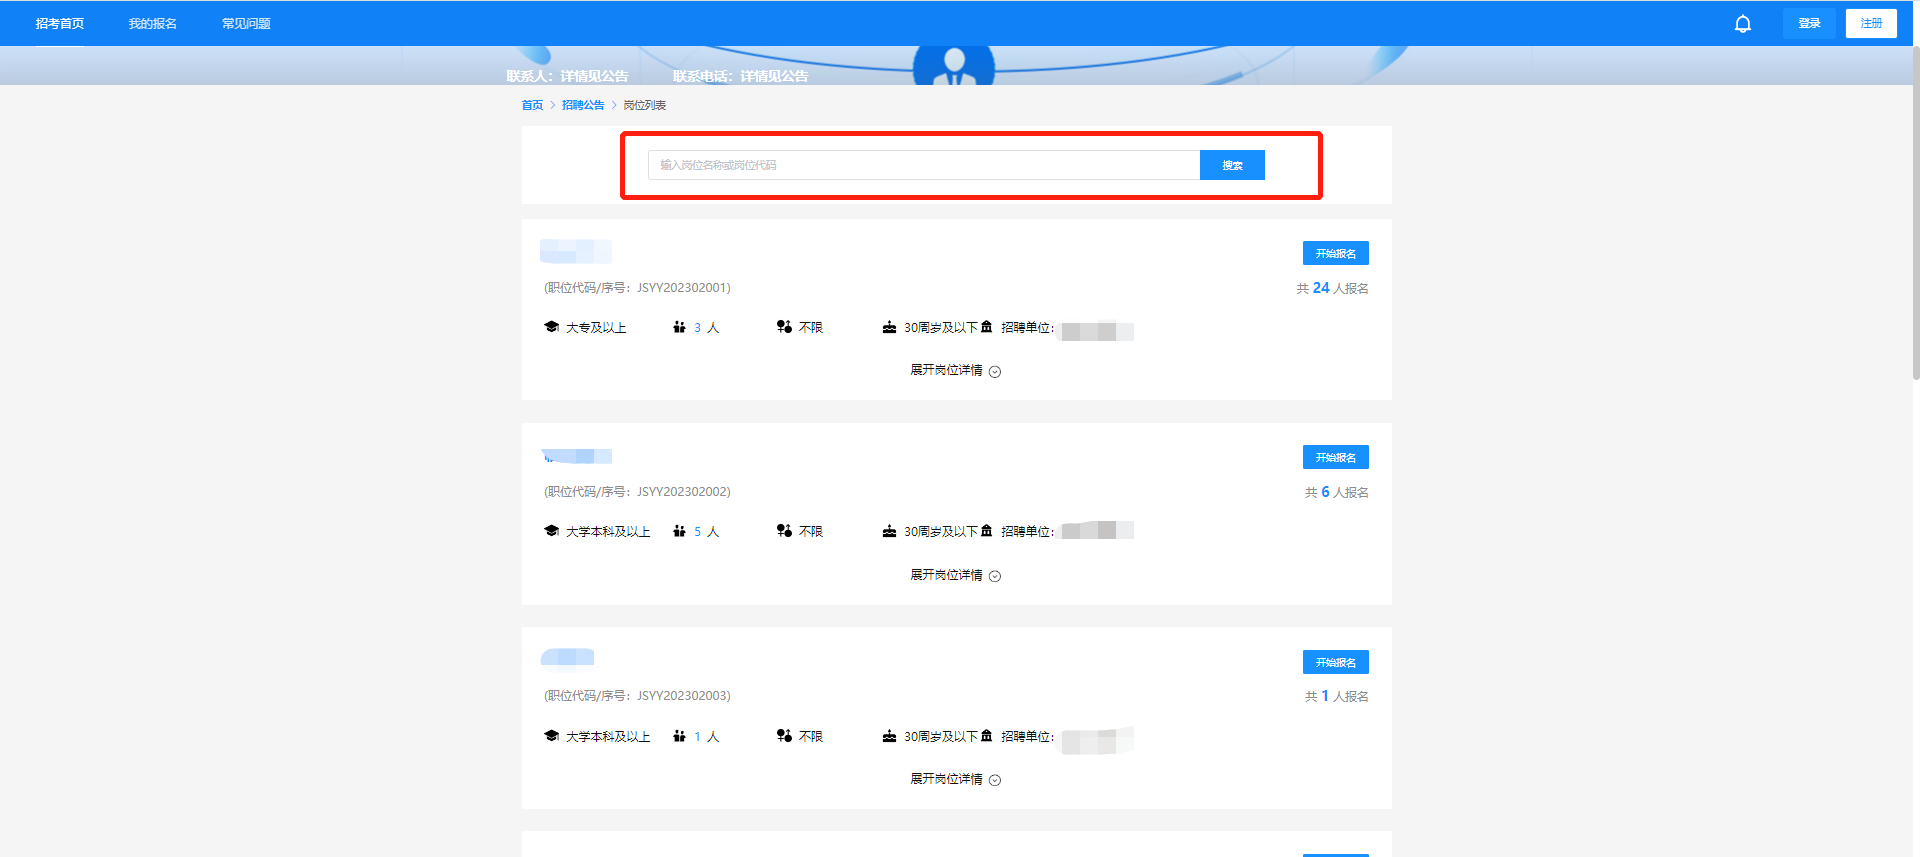 招考首页 我的报名 常见问题 登录 注册
联系人：详情见公告 联系电话：详情见公告
首页 > 招聘公告 > 岗位列表
输入岗位名称或岗位代码 搜索
开始报名
(职位代码/序号：JSYY202302001) 共 24 人报名
大专及以上 3 人 不限 30周岁及以下 招聘单位:
展开岗位详情
开始报名
(职位代码/序号：JSYY202302002) 共 6 人报名
大学本科及以上 5 人 不限 30周岁及以下 招聘单位:
展开岗位详情
开始报名
(职位代码/序号：JSYY202302003) 共 1 人报名
大学本科及以上 1 人 不限 30周岁及以下 招聘单位:
展开岗位详情